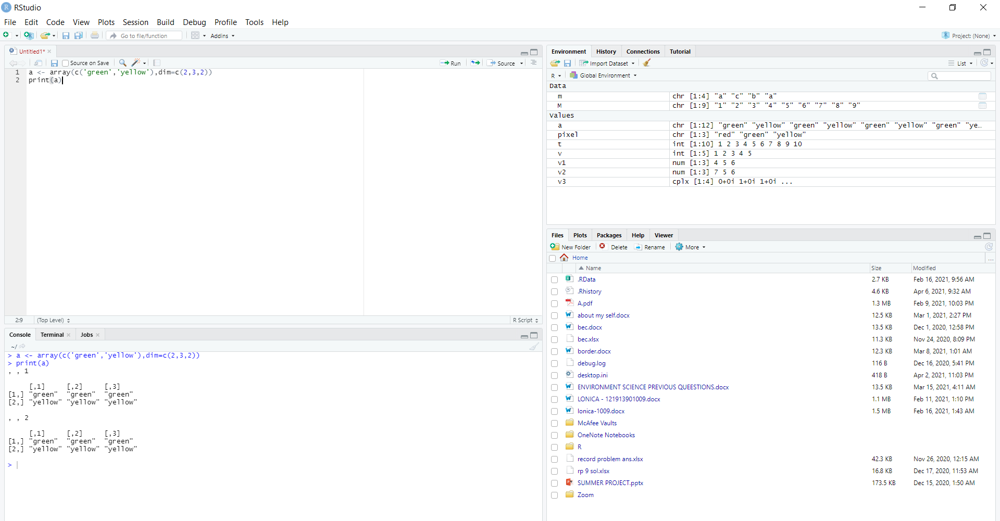 RStudio
File Edit Code View Plots Session Build Debug Profile Tools Help
Go to file/function Addins Project: (None)
Untitled1*
Source on Save Run Source
1 a <- array(c('green','yellow'),dim=c(2,3,2))
2 print(a)
2:9 (Top Level) R Script
Console Terminal Jobs
~/
> a <- array(c('green','yellow'),dim=c(2,3,2))
> print(a)
, , 1
[,1] [,2] [,3]
[1,] "green" "green" "green"
[2,] "yellow" "yellow" "yellow"
, , 2
[,1] [,2] [,3]
[1,] "green" "green" "green"
[2,] "yellow" "yellow" "yellow"
>
Environment History Connections Tutorial
Import Dataset List
R Global Environment
Data
m chr [1:4] "a" "c" "b" "a"
M chr [1:9] "1" "2" "3" "4" "5" "6" "7" "8" "9"
Values
a chr [1:12] "green" "yellow" "green" "yellow" "green" "yellow" "green" "ye…
pixel chr [1:3] "red" "green" "yellow"
t int [1:10] 1 2 3 4 5 6 7 8 9 10
v int [1:5] 1 2 3 4 5
v1 num [1:3] 4 5 6
v2 num [1:3] 7 5 6
v3 cplx [1:4] 0+0i 1+0i 1+0i ...
Files Plots Packages Help Viewer
New Folder Delete Rename More
Home ...
Name Size Modified
.RData 2.7 KB Feb 16, 2021, 9:56 AM
.Rhistory 4.6 KB Apr 6, 2021, 9:32 AM
A.pdf 1.3 MB Feb 9, 2021, 10:03 PM
about my self.docx 12.5 KB Mar 1, 2021, 2:27 PM
bec.docx 13.5 KB Dec 1, 2020, 12:58 PM
bec.xlsx 11.3 KB Nov 24, 2020, 8:09 PM
border.docx 12.3 KB Mar 8, 2021, 1:01 AM
debug.log 116 B Dec 16, 2020, 5:41 PM
desktop.ini 418 B Apr 2, 2021, 11:03 PM
ENVIRONMENT SCIENCE PREVIOUS QUEESTIONS.docx 13.5 KB Mar 15, 2021, 4:11 AM
LONICA - 121913901009.docx 1.1 MB Feb 11, 2021, 1:10 PM
lonica-1009.docx 1.5 MB Feb 16, 2021, 1:43 AM
McAfee Vaults
OneNote Notebooks
R
record problem ans.xlsx 42.3 KB Nov 26, 2020, 12:15 AM
rp 9 sol.xlsx 16.8 KB Dec 17, 2020, 11:53 AM
SUMMER PROJECT.pptx 173.5 KB Dec 15, 2020, 1:50 AM
Zoom